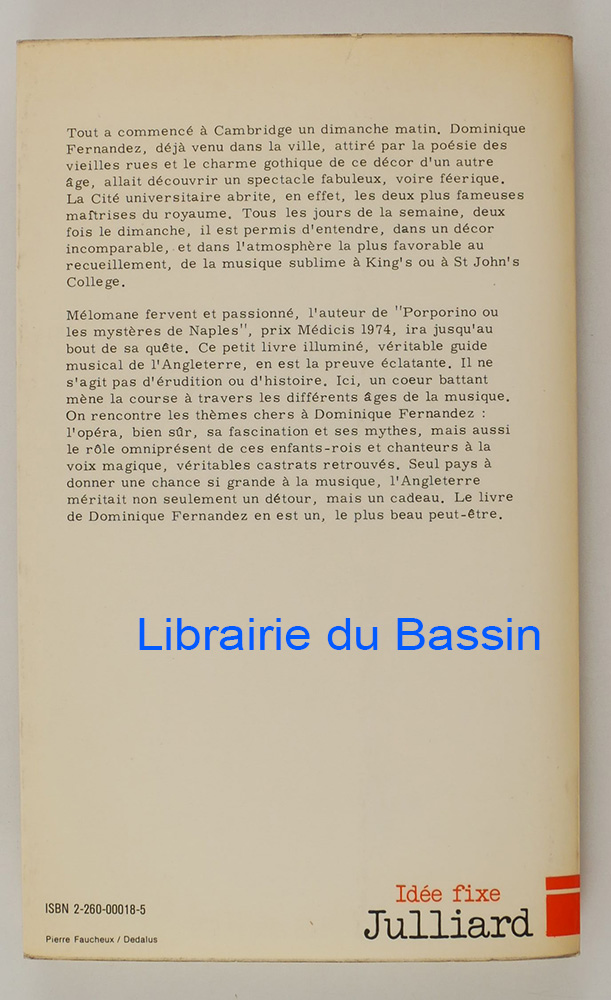 Tout a commencé à Cambridge un dimanche matin. Dominique
Fernandez, déjà venu dans la ville, attiré par la poésie des
vieilles rues et le charme gothique de ce décor d'un autre
âge, allait découvrir un spectacle fabuleux, voire féerique.
La Cité universitaire abrite, en effet, les deux plus fameuses
maîtrises du royaume. Tous les jours de la semaine, deux
fois le dimanche, il est permis d'entendre, dans un décor
incomparable, et dans l'atmosphère la plus favorable au
recueillement, de la musique sublime à King's ou à St John's
College.
Mélomane fervent et passionné, l'auteur de "Porporino ou
les mystères de Naples", prix Médicis 1974, ira jusqu'au
bout de sa quête. Ce petit livre illuminé, véritable guide
musical de l'Angleterre, en est la preuve éclatante. Il ne
s'agit pas d'érudition ou d'histoire. Ici, un coeur battant
mène la course à travers les différents âges de la musique.
On rencontre les thèmes chers à Dominique Fernandez :
l'opéra, bien sûr, sa fascination et ses mythes, mais aussi
le rôle omniprésent de ces enfants-rois et chanteurs à la
voix magique, véritables castrats retrouvés. Seul pays à
donner une chance si grande à la musique, l'Angleterre
méritait non seulement un détour, mais un cadeau. Le livre
de Dominique Fernandez en est un, le plus beau peut-être.
Librairie du Bassin
Idée fixe
Julliard
ISBN 2-260-00018-5
Pierre Faucheux / Dedalus